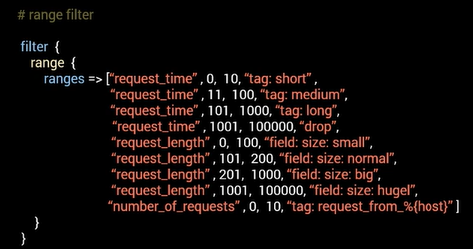 # range filter
filter {
range {
ranges => [“request_time” , 0, 10, “tag: short” ,
“request_time” , 11, 100, “tag: medium”,
“request_time”, 101, 1000, “tag: long”,
“request_time” , 1001, 100000, “drop”,
“request_length” , 0, 100, “field: size: small”,
“request_length” , 101, 200, “field: size: normal”,
“request_length” , 201, 1000, “field: size: big”,
“request_length” , 1001, 100000, “field: size: hugel”,
“number_of_requests” , 0, 10, “tag: request_from_%{host}” ]
}
}